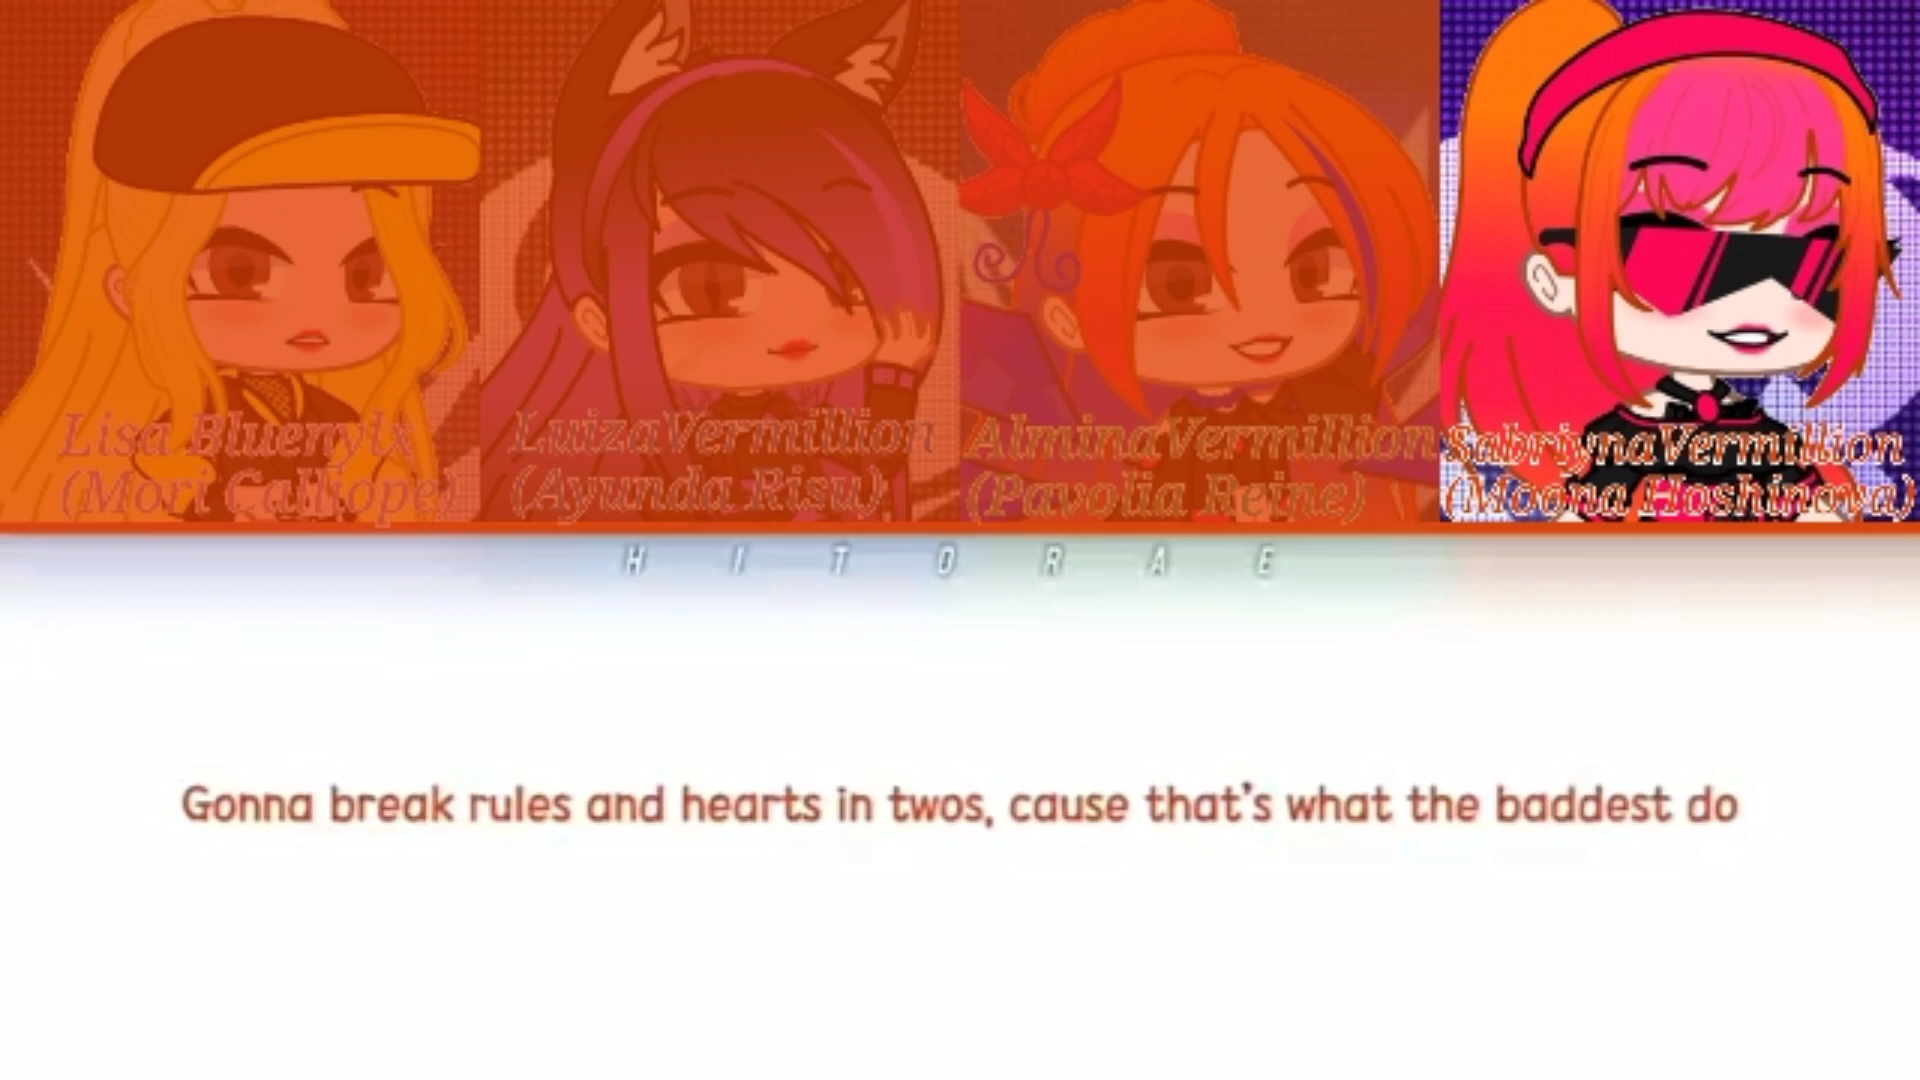 Lisa Bluenylx
(Mori Calliope)
LuizaVermillion
(Ayunda Risu)
AlminaVermillion
(Pavolia Reine)
SabriynaVermillion
(Moona Hoshinova)
H I T O R A E
Gonna break rules and hearts in twos, cause that's what the baddest do